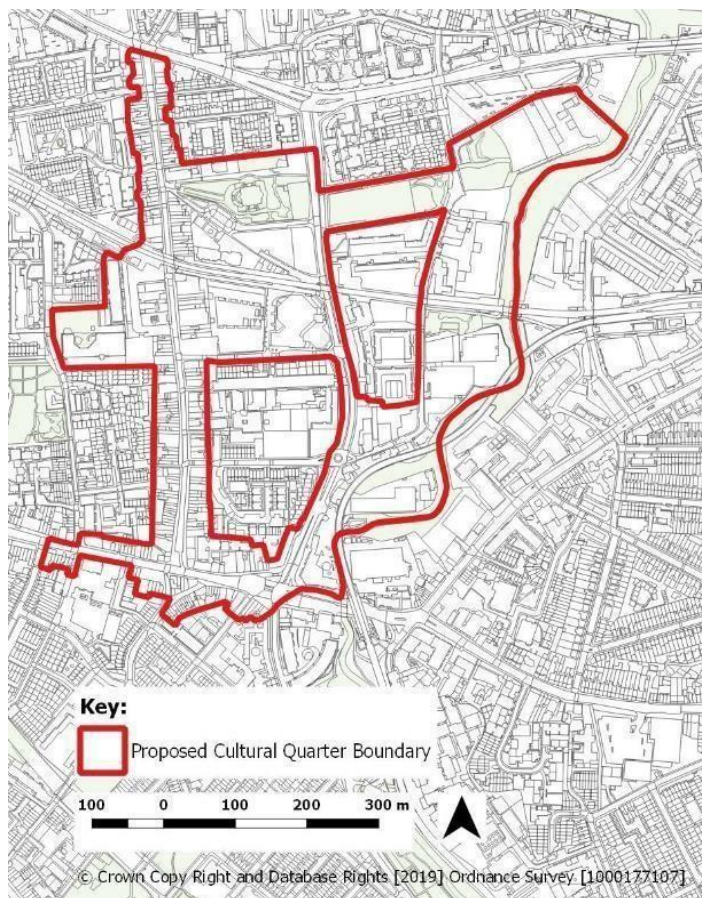 Key:
Proposed Cultural Quarter Boundary
100 0 100 200 300 m
© Crown Copy Right and Database Rights [2019] Ordnance Survey [1000177107]